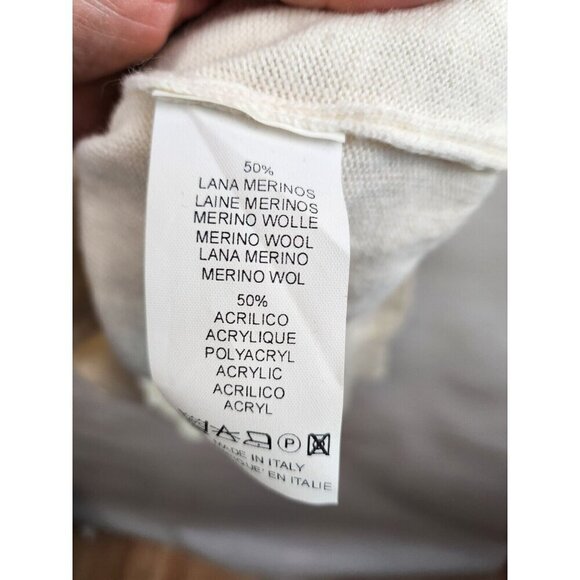 50%
LANA MERINOS
LAINE MERINOS
MERINO WOLLE
MERINO WOOL
LANA MERINO
MERINO WOL
50%
ACRILICO
ACRYLIQUE
POLYACRYL
ACRYLIC
ACRILICO
ACRYL
P
MADE IN ITALY
EN ITALIE